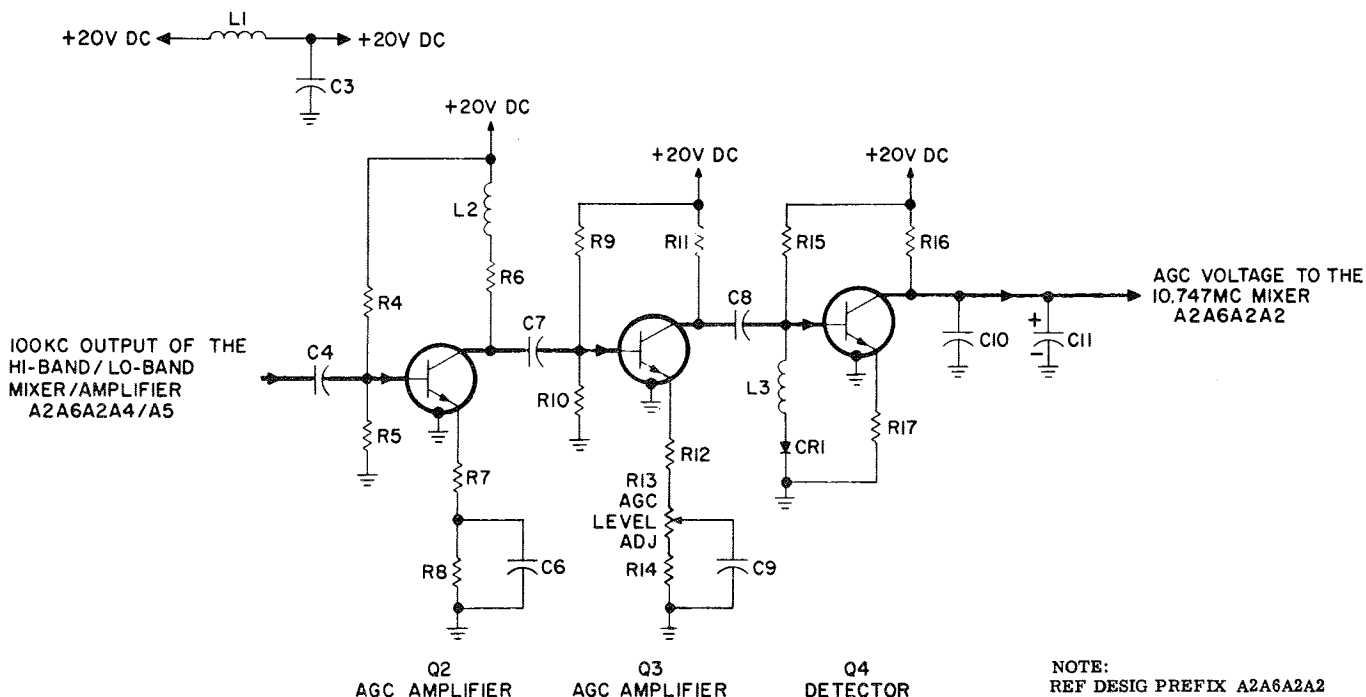 L1
+20V DC
+20V DC
C3
+20V DC
+20V DC
+20V DC
L2
R9
R11
R15
R16
R6
R4
C7
C8
AGC VOLTAGE TO THE
10.747MC MIXER
A2A6A2A2
100KC OUTPUT OF THE
HI-BAND/LO-BAND
MIXER/AMPLIFIER
A2A6A2A4/A5
C4
C10
+
-
C11
R10
L3
R5
R17
R7
R12
CR1
R13
AGC
LEVEL
ADJ
R8
C6
R14
C9
Q2
AGC AMPLIFIER
Q3
AGC AMPLIFIER
Q4
DETECTOR
NOTE:
REF DESIG PREFIX A2A6A2A2